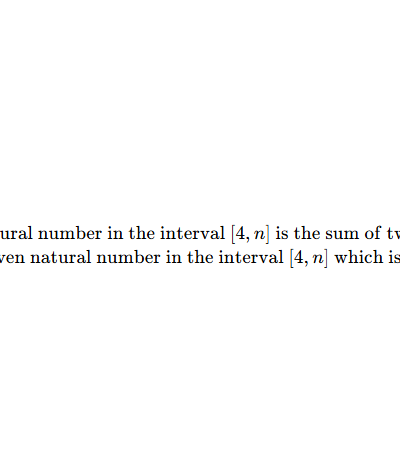 ural number in the interval [4, n] is the sum of tw
ven natural number in the interval [4, n] which is